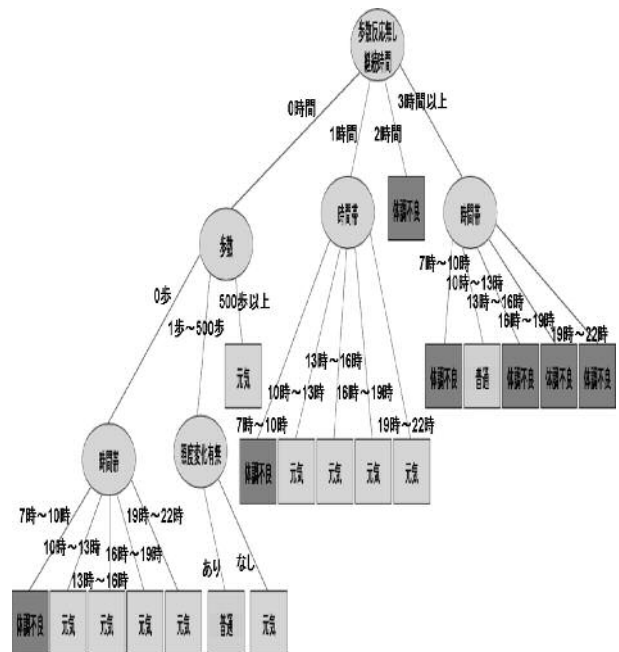 歩数反応無し
継続時間
0時間
1時間
2時間
3時間以上
歩数
時間帯
体調不良
時間帯
0歩
1歩~500歩
500歩以上
元気
7時~10時
10時~13時
13時~16時
16時~19時
19時~22時
体調不良
元気
元気
元気
元気
7時~10時
10時~13時
13時~16時
16時~19時
19時~22時
体調不良
普通
体調不良
体調不良
体調不良
時間帯
照度変化有無
7時~10時
10時~13時
13時~16時
16時~19時
19時~22時
あり
なし
体調不良
元気
元気
元気
元気
普通
元気